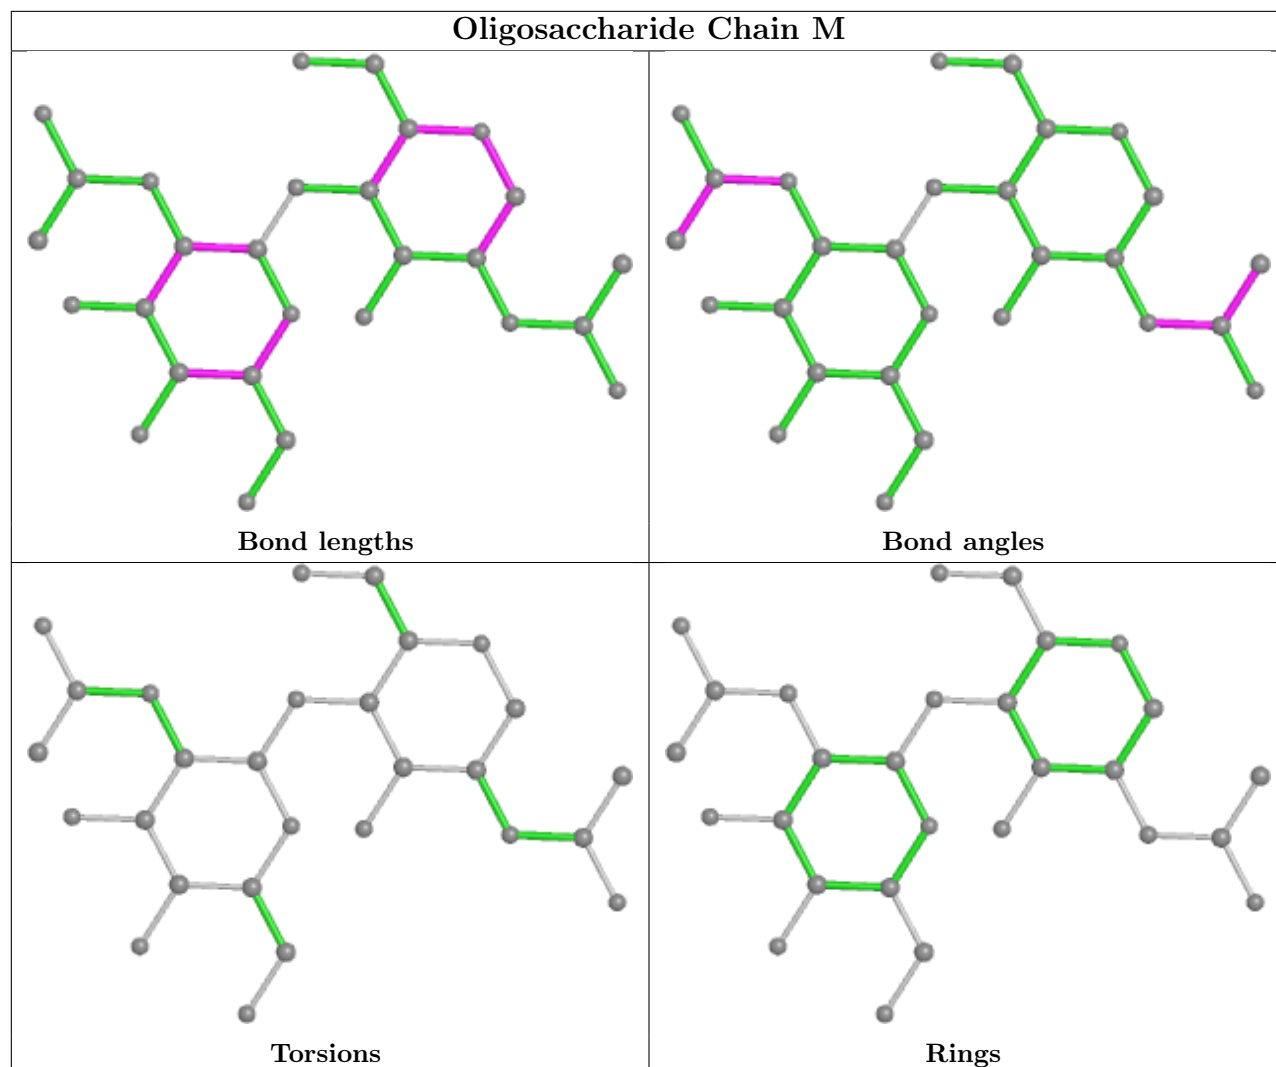 Oligosaccharide Chain M
Bond lengths
Bond angles
Torsions
Rings